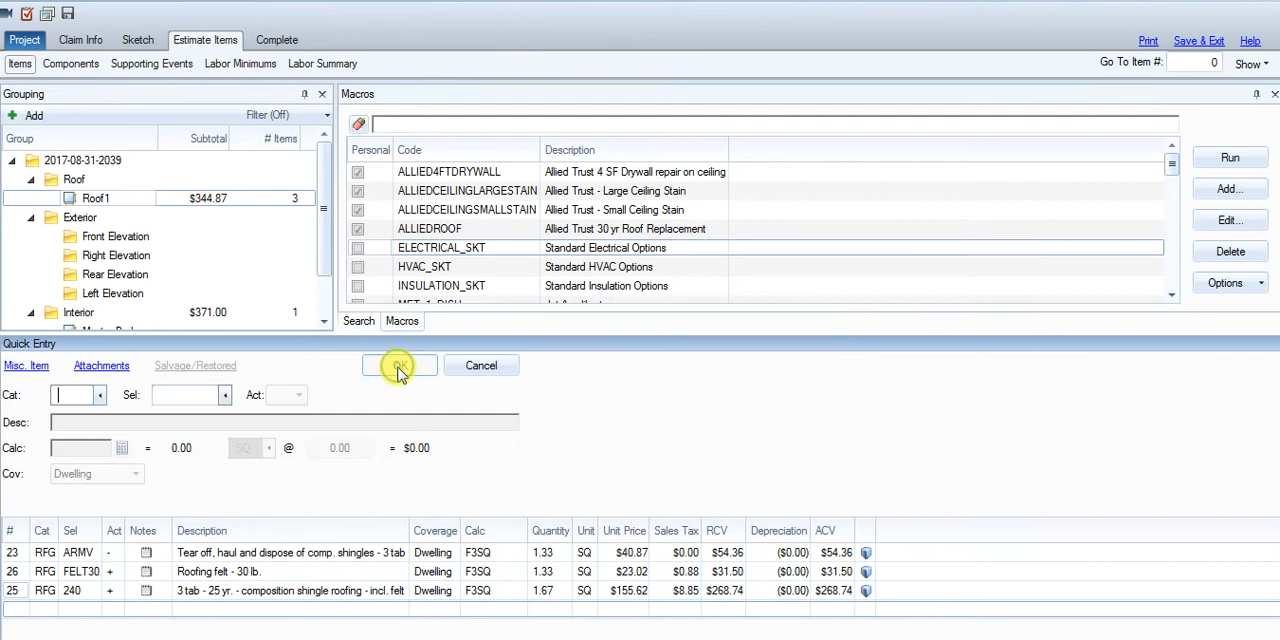 Project Claim Info Sketch Estimate Items Complete
Print Save & Exit Help
Items Components Supporting Events Labor Minimums Labor Summary
Go To Item #: 0 Show
Grouping
Add Filter (Off)
Group Subtotal # Items
2017-08-31-2039
Roof
Roof1 $344.87 3
Exterior
Front Elevation
Right Elevation
Rear Elevation
Left Elevation
Interior $371.00 1
Macros
Personal Code Description
ALLIED4FTDRYWALL Allied Trust 4 SF Drywall repair on ceiling
ALLIEDCEILINGLARGESTAIN Allied Trust - Large Ceiling Stain
ALLIEDCEILINGSMALLSTAIN Allied Trust - Small Ceiling Stain
ALLIEDROOF Allied Trust 30 yr Roof Replacement
ELECTRICAL_SKT Standard Electrical Options
HVAC_SKT Standard HVAC Options
INSULATION_SKT Standard Insulation Options
Run
Add...
Edit...
Delete
Options
Search Macros
Quick Entry
Misc. Item Attachments Salvage/Restored OK Cancel
Cat: Sel: Act:
Desc:
Calc: = 0.00 SQ @ 0.00 = $0.00
Cov: Dwelling
# Cat Sel Act Notes Description Coverage Calc Quantity Unit Unit Price Sales Tax RCV Depreciation ACV
23 RFG ARMV - Tear off, haul and dispose of comp. shingles - 3 tab Dwelling F3SQ 1.33 SQ $40.87 $0.00 $54.36 ($0.00) $54.36
26 RFG FELT30 + Roofing felt - 30 lb. Dwelling F3SQ 1.33 SQ $23.02 $0.88 $31.50 ($0.00) $31.50
25 RFG 240 + 3 tab - 25 yr. - composition shingle roofing - incl. felt Dwelling F3SQ 1.67 SQ $155.62 $8.85 $268.74 ($0.00) $268.74